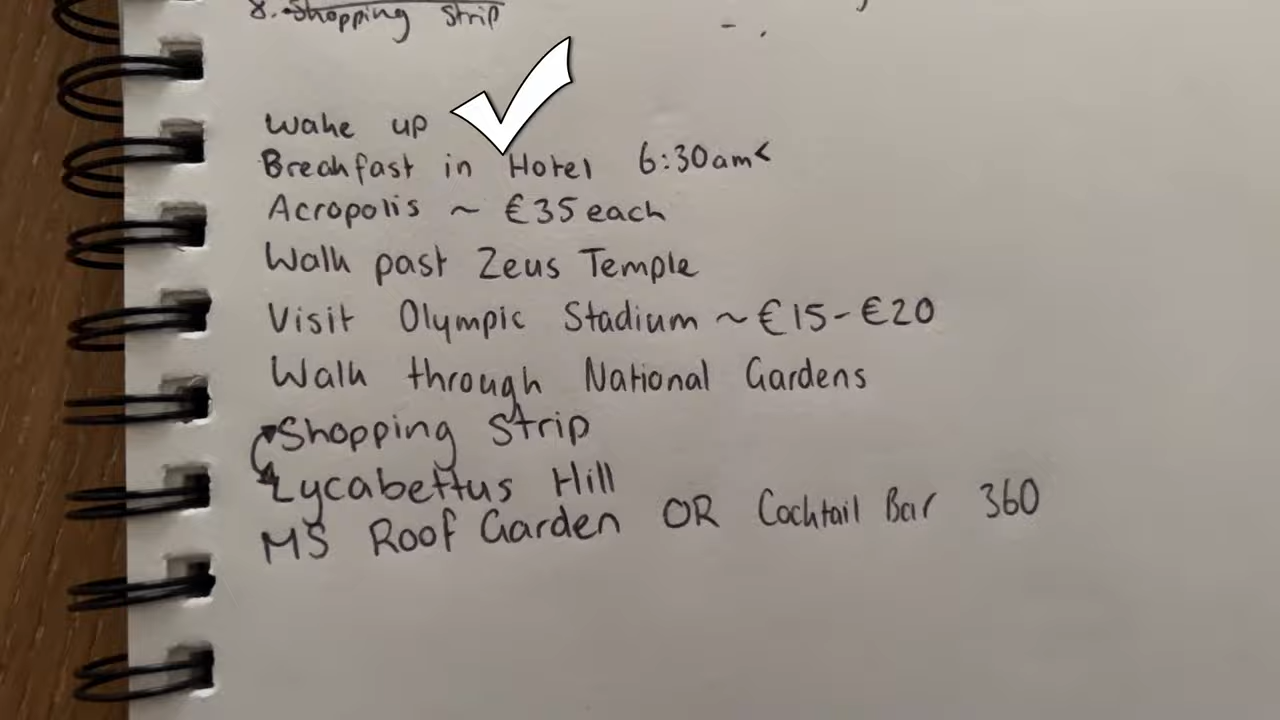 8. Shopping Strip
Wake up
Breakfast in Hotel 6:30am<
Acropolis ~ €35 each
Walk past Zeus Temple
Visit Olympic Stadium ~ €15 - €20
Walk through National Gardens
Shopping Strip
Lycabettus Hill
MS Roof Garden OR Cocktail Bar 360